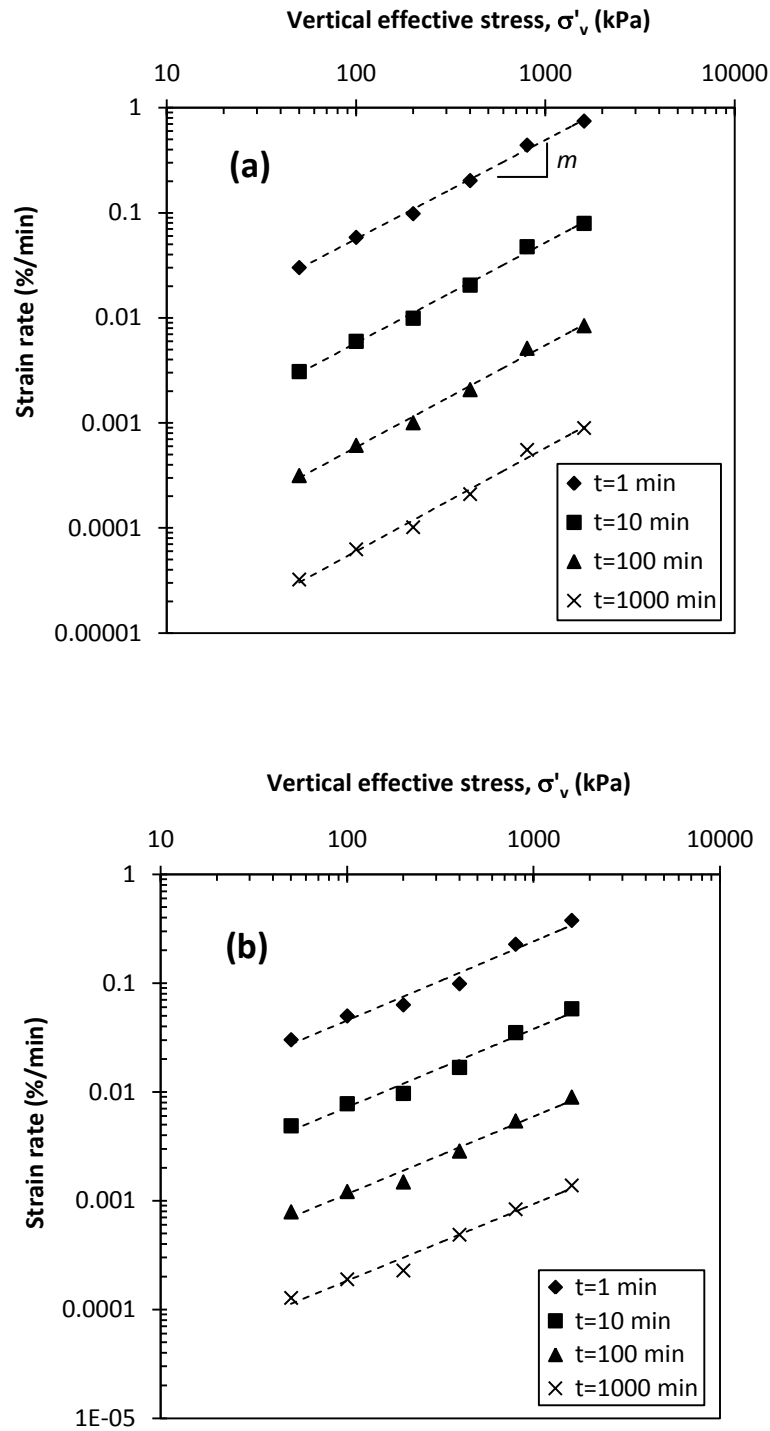 Vertical effective stress, σ'v (kPa)
10 100 1000 10000
1
(a)
m
0.1
0.01
Strain rate (%/min)
0.001
0.0001
0.00001
t=1 min
t=10 min
t=100 min
t=1000 min
Vertical effective stress, σ'v (kPa)
10 100 1000 10000
1
(b)
0.1
0.01
Strain rate (%/min)
0.001
0.0001
1E-05
t=1 min
t=10 min
t=100 min
t=1000 min